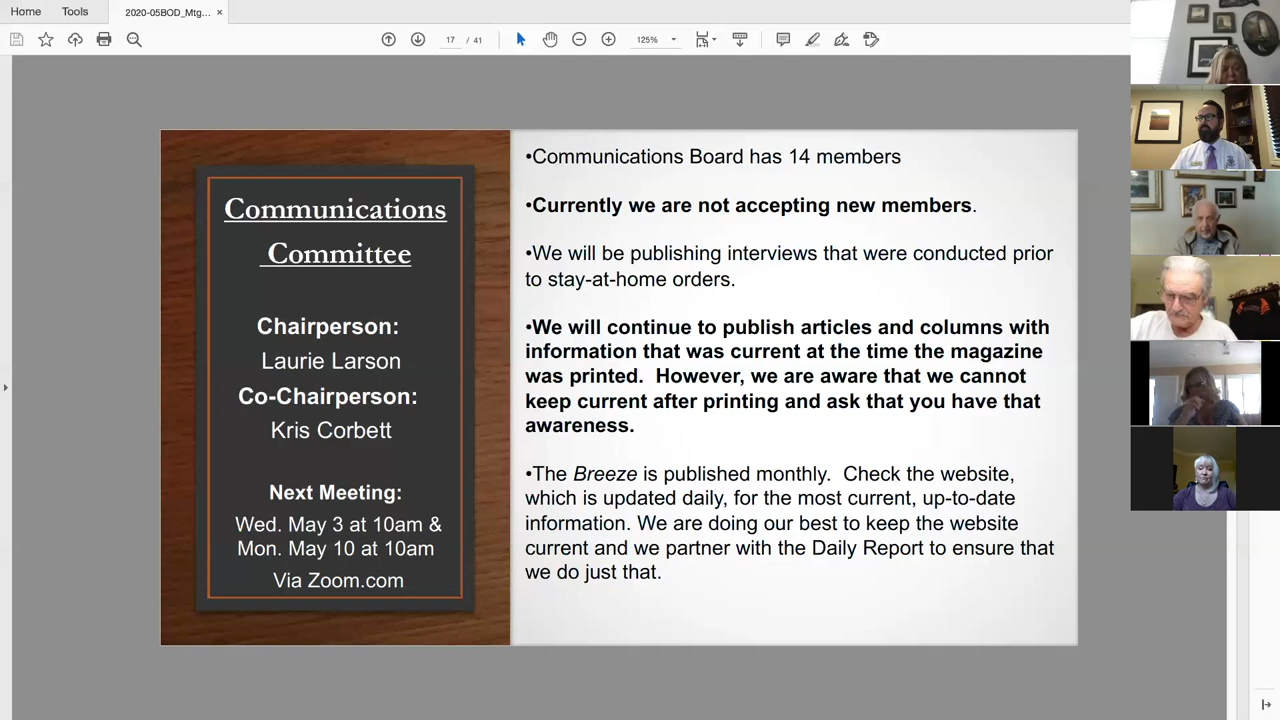 Home
Tools
2020-05BOD_Mtg... ×
17 / 41
125%
Communications
Committee
Chairperson:
Laurie Larson
Co-Chairperson:
Kris Corbett
Next Meeting:
Wed. May 3 at 10am &
Mon. May 10 at 10am
Via Zoom.com
•Communications Board has 14 members
•Currently we are not accepting new members.
•We will be publishing interviews that were conducted prior
to stay-at-home orders.
•We will continue to publish articles and columns with
information that was current at the time the magazine
was printed.  However, we are aware that we cannot
keep current after printing and ask that you have that
awareness.
•The Breeze is published monthly.  Check the website,
which is updated daily, for the most current, up-to-date
information. We are doing our best to keep the website
current and we partner with the Daily Report to ensure that
we do just that.